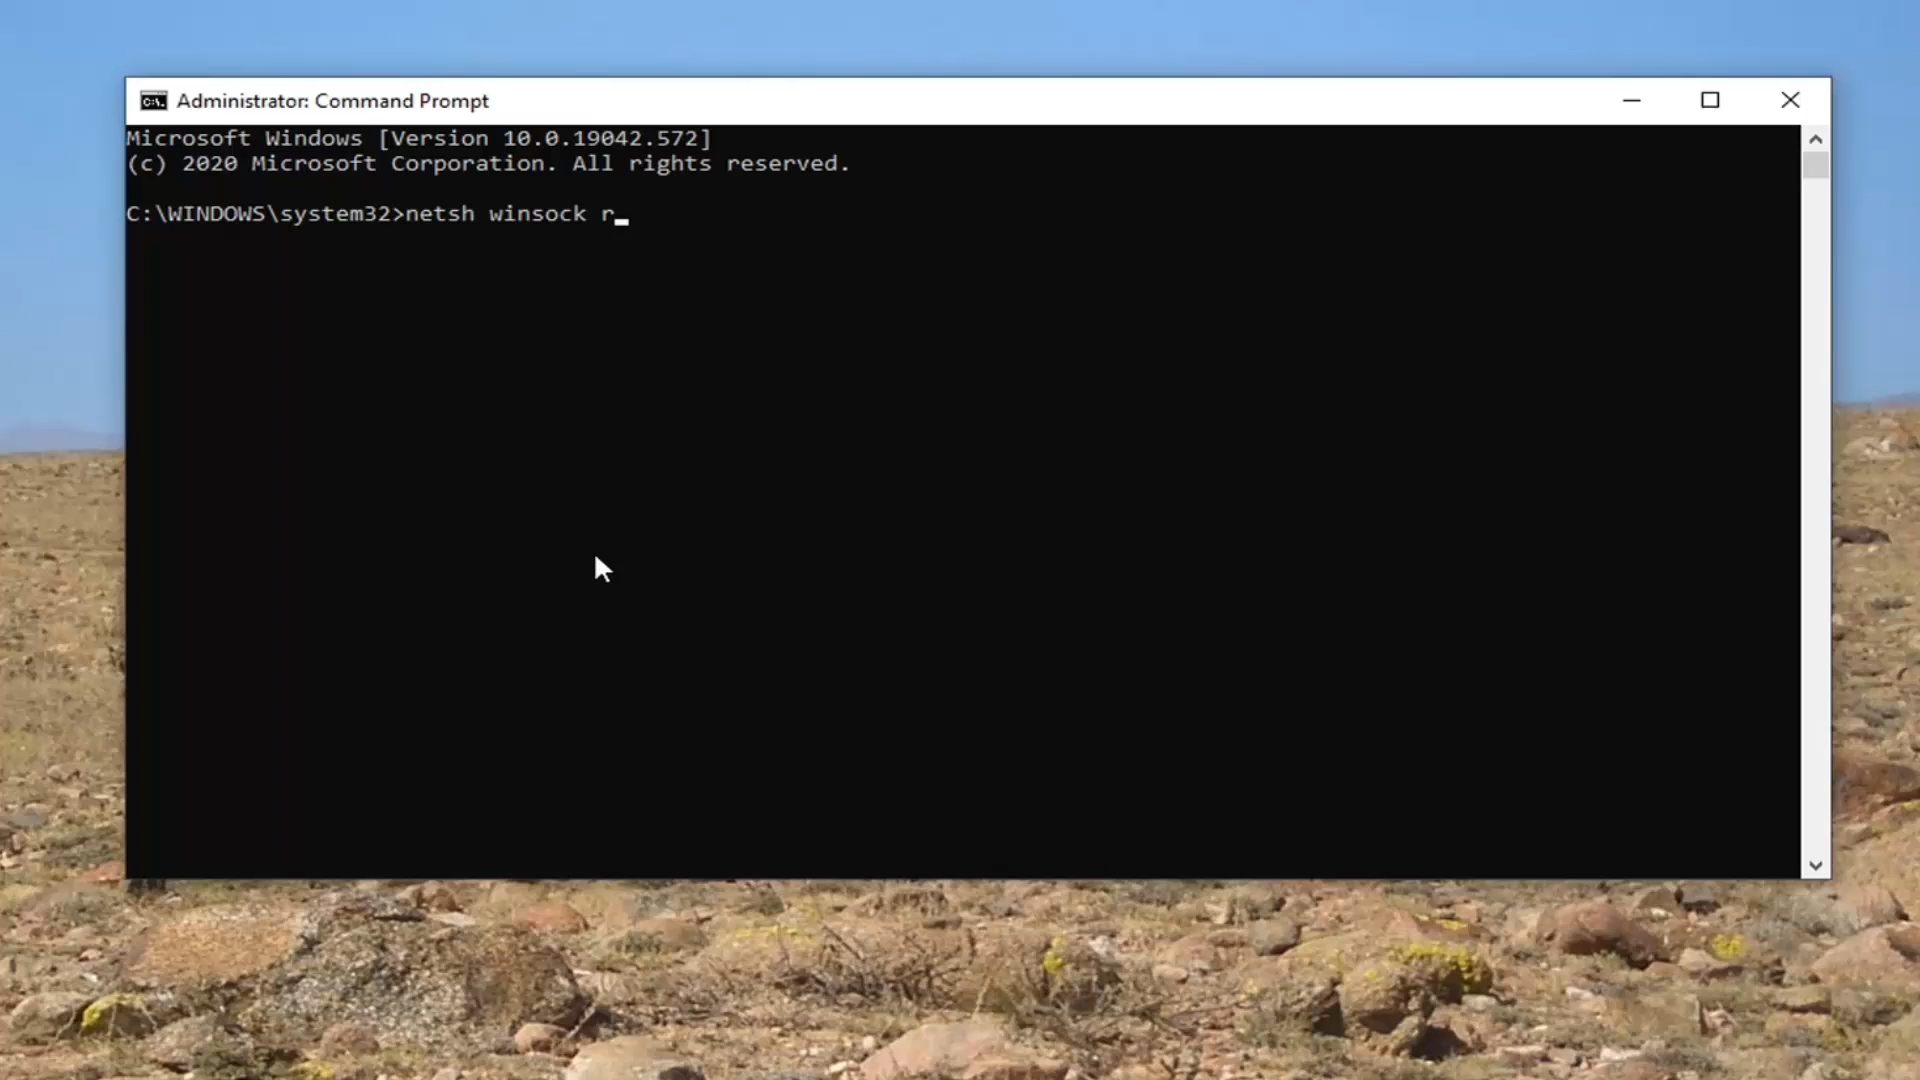 Administrator: Command Prompt
Microsoft Windows [Version 10.0.19042.572]
(c) 2020 Microsoft Corporation. All rights reserved.
C:\WINDOWS\system32>netsh winsock r